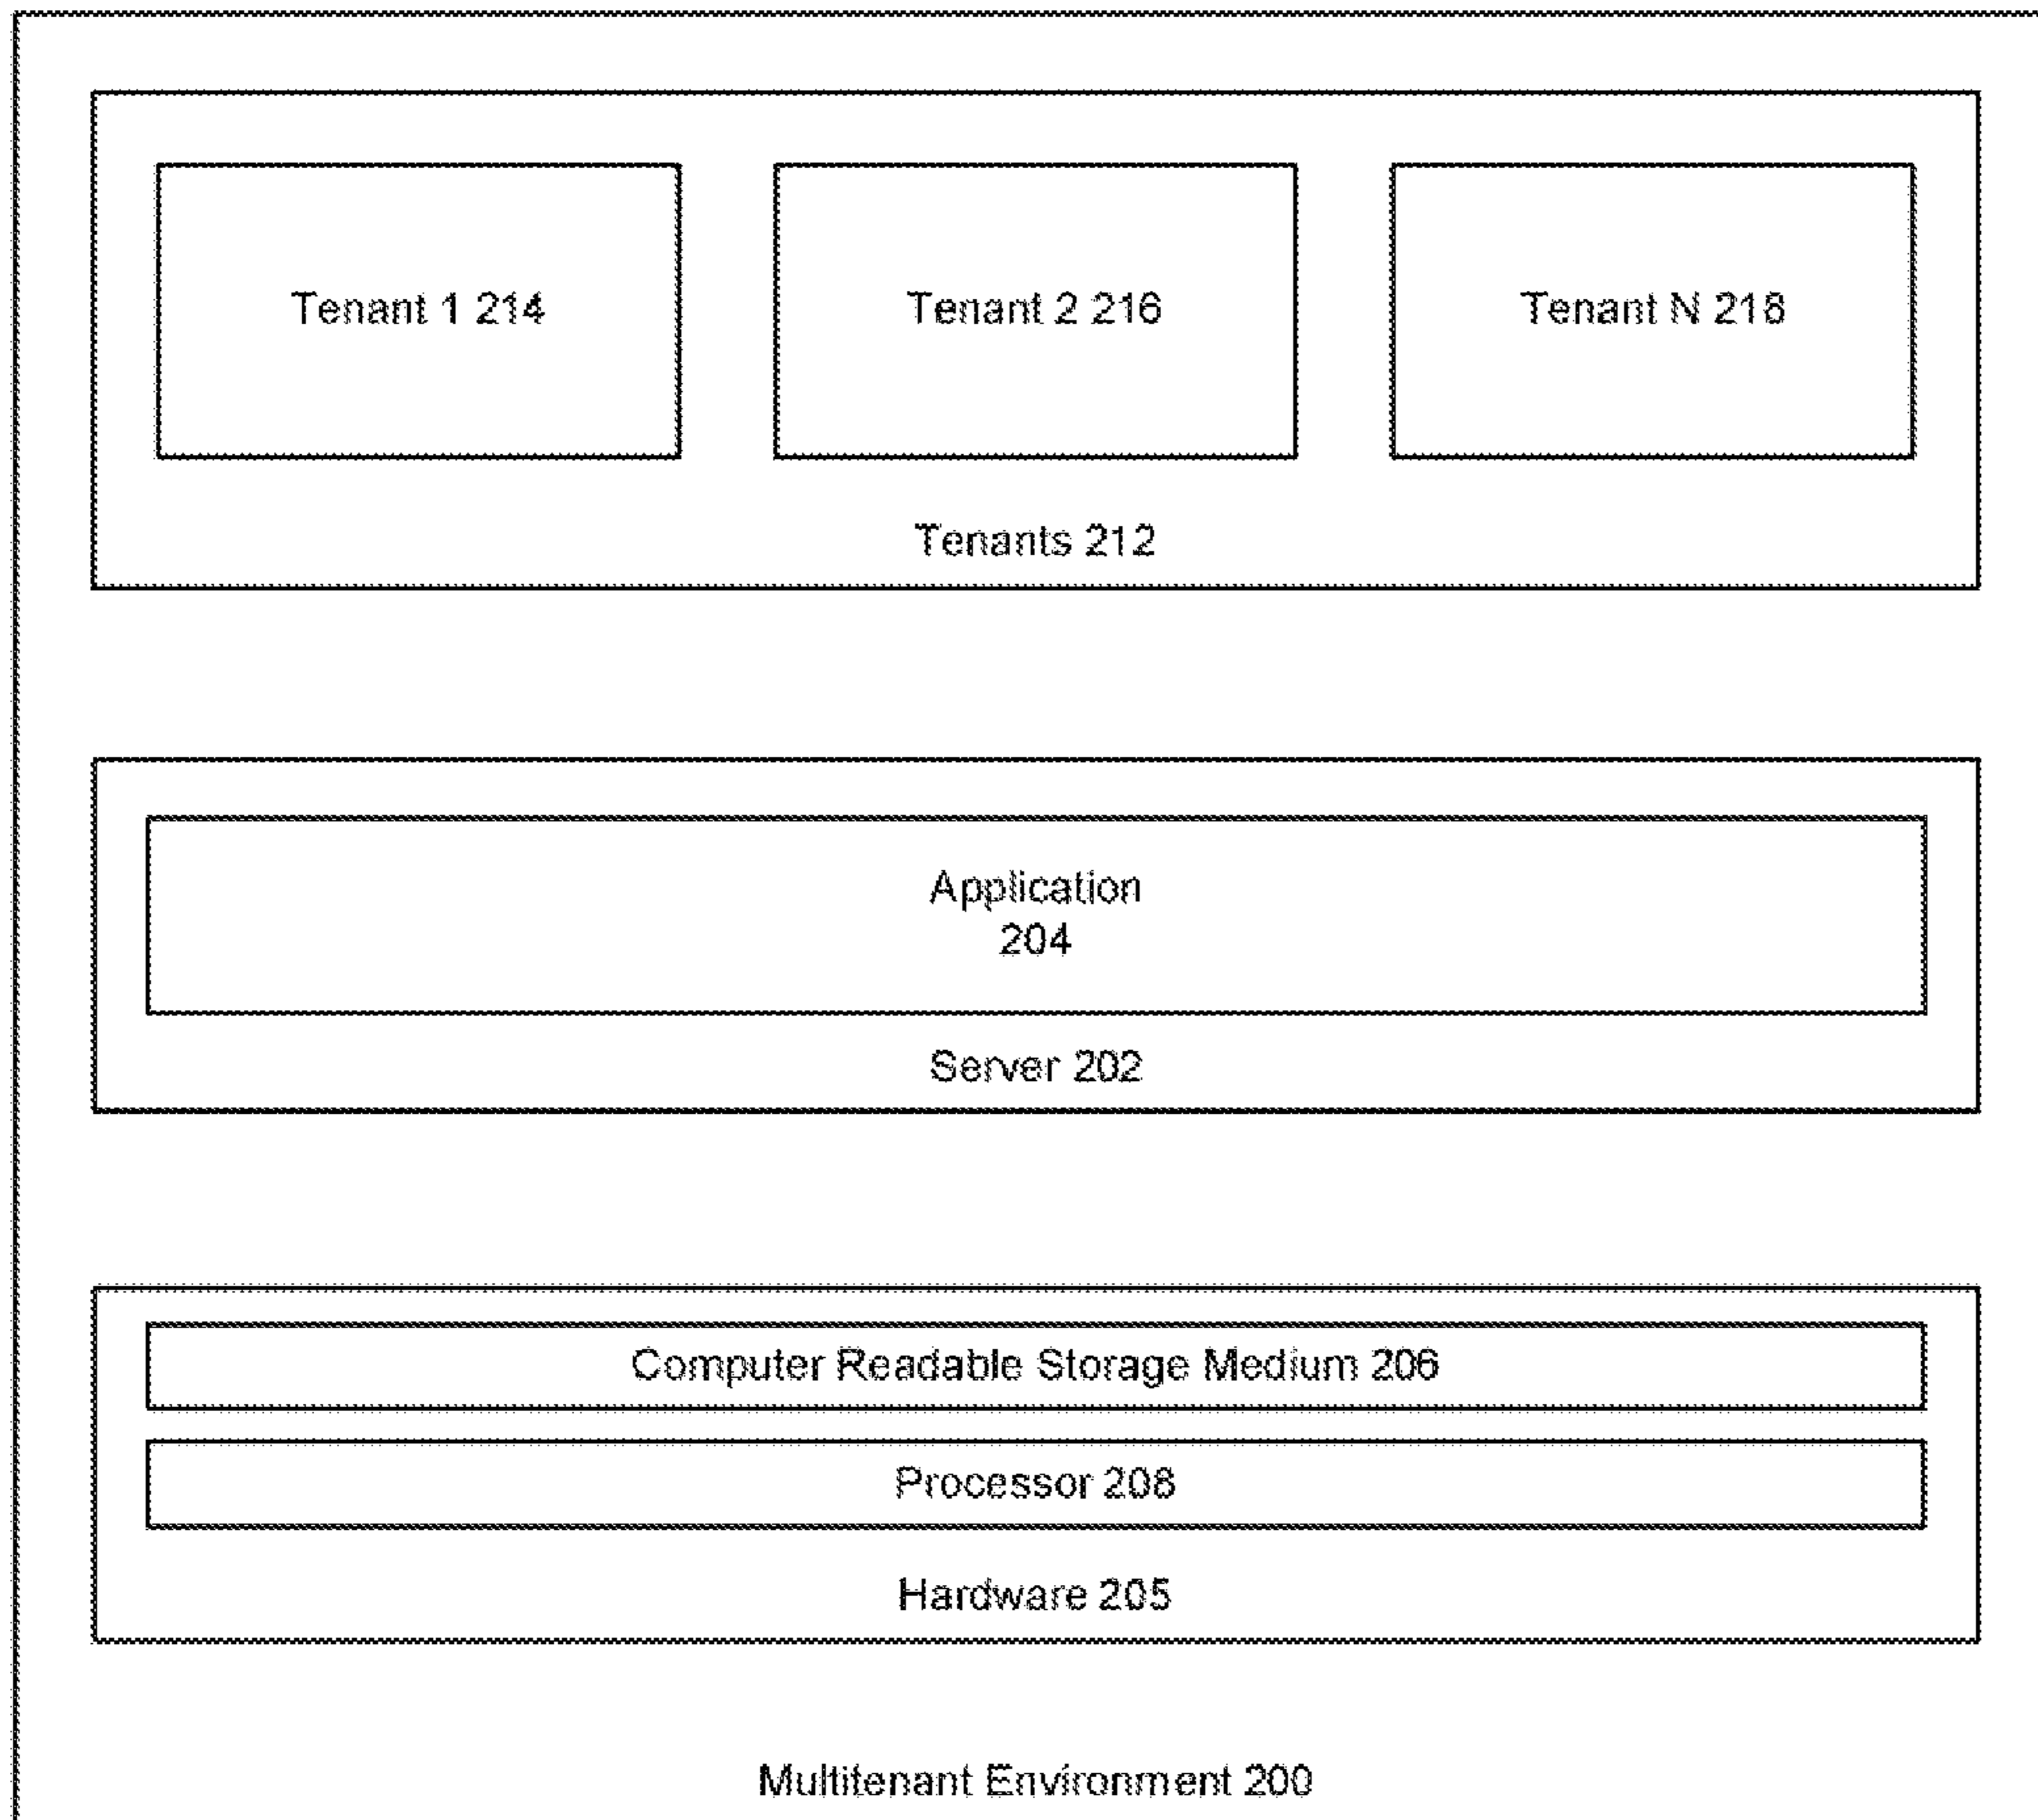 Tenant 1 214
Tenant 2 216
Tenant N 218
Tenants 212
Application
204
Server 202
Computer Readable Storage Medium 206
Processor 208
Hardware 205
Multitenant Environment 200